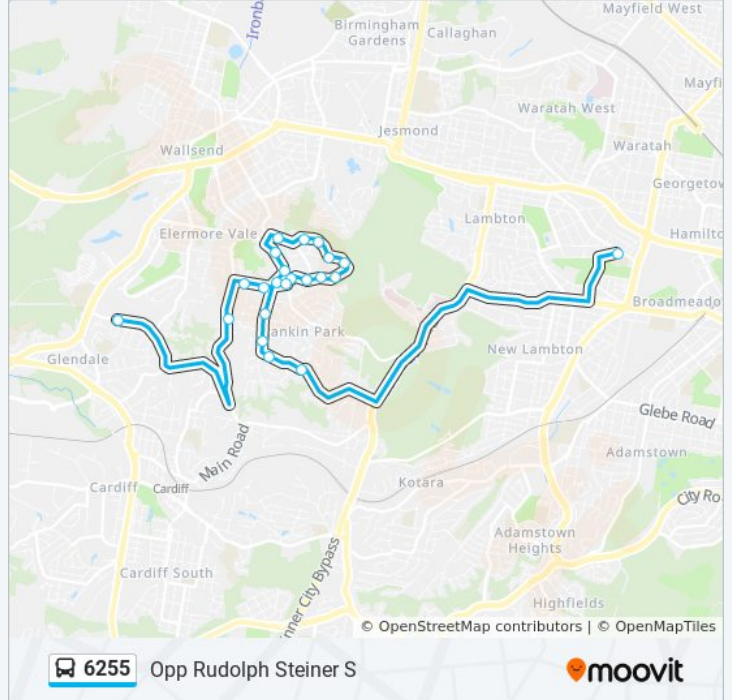 Mayfield West
Ironb
Birmingham
Gardens
Callaghan
Mayfi
Waratah West
Jesmond
Wallsend
Waratah
Georgetow
Lambton
Elermore Vale
Hamilto
Broadmeado
ankin Park
New Lambton
Glendale
Glebe Road
Main Road
Adamstown
Kotara
Cardiff
Cardiff
City Ro
Adamstown
Heights
Cardiff South
inner City Bypass
Highfields
© OpenStreetMap contributors | © OpenMapTiles
6255 Opp Rudolph Steiner S
moovit